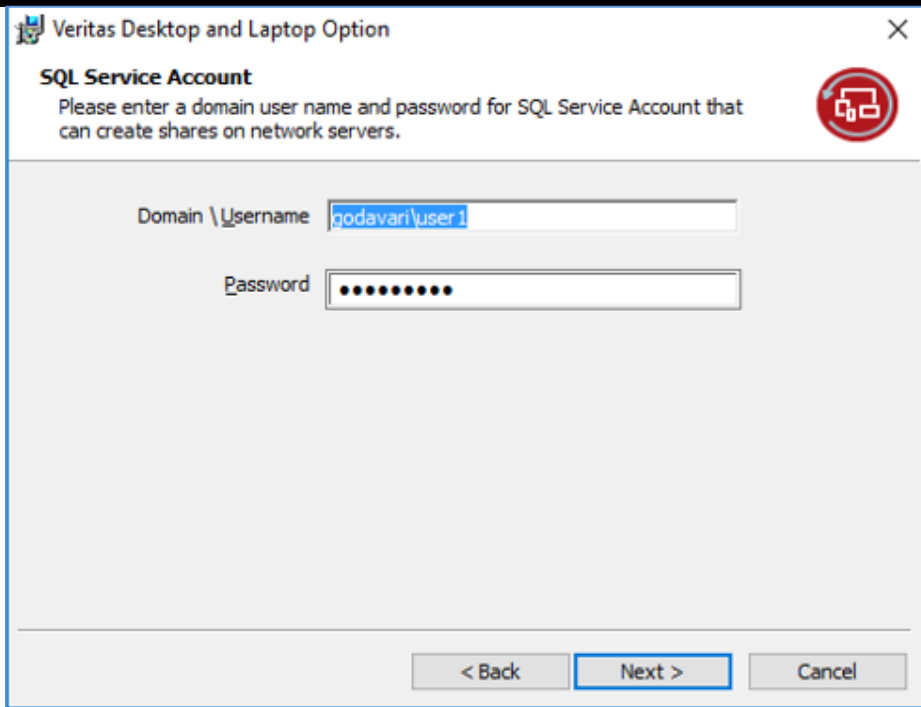 Veritas Desktop and Laptop Option
SQL Service Account
Please enter a domain user name and password for SQL Service Account that
can create shares on network servers.
Domain \ Username godavari\user1
Password •••••••••
< Back Next > Cancel